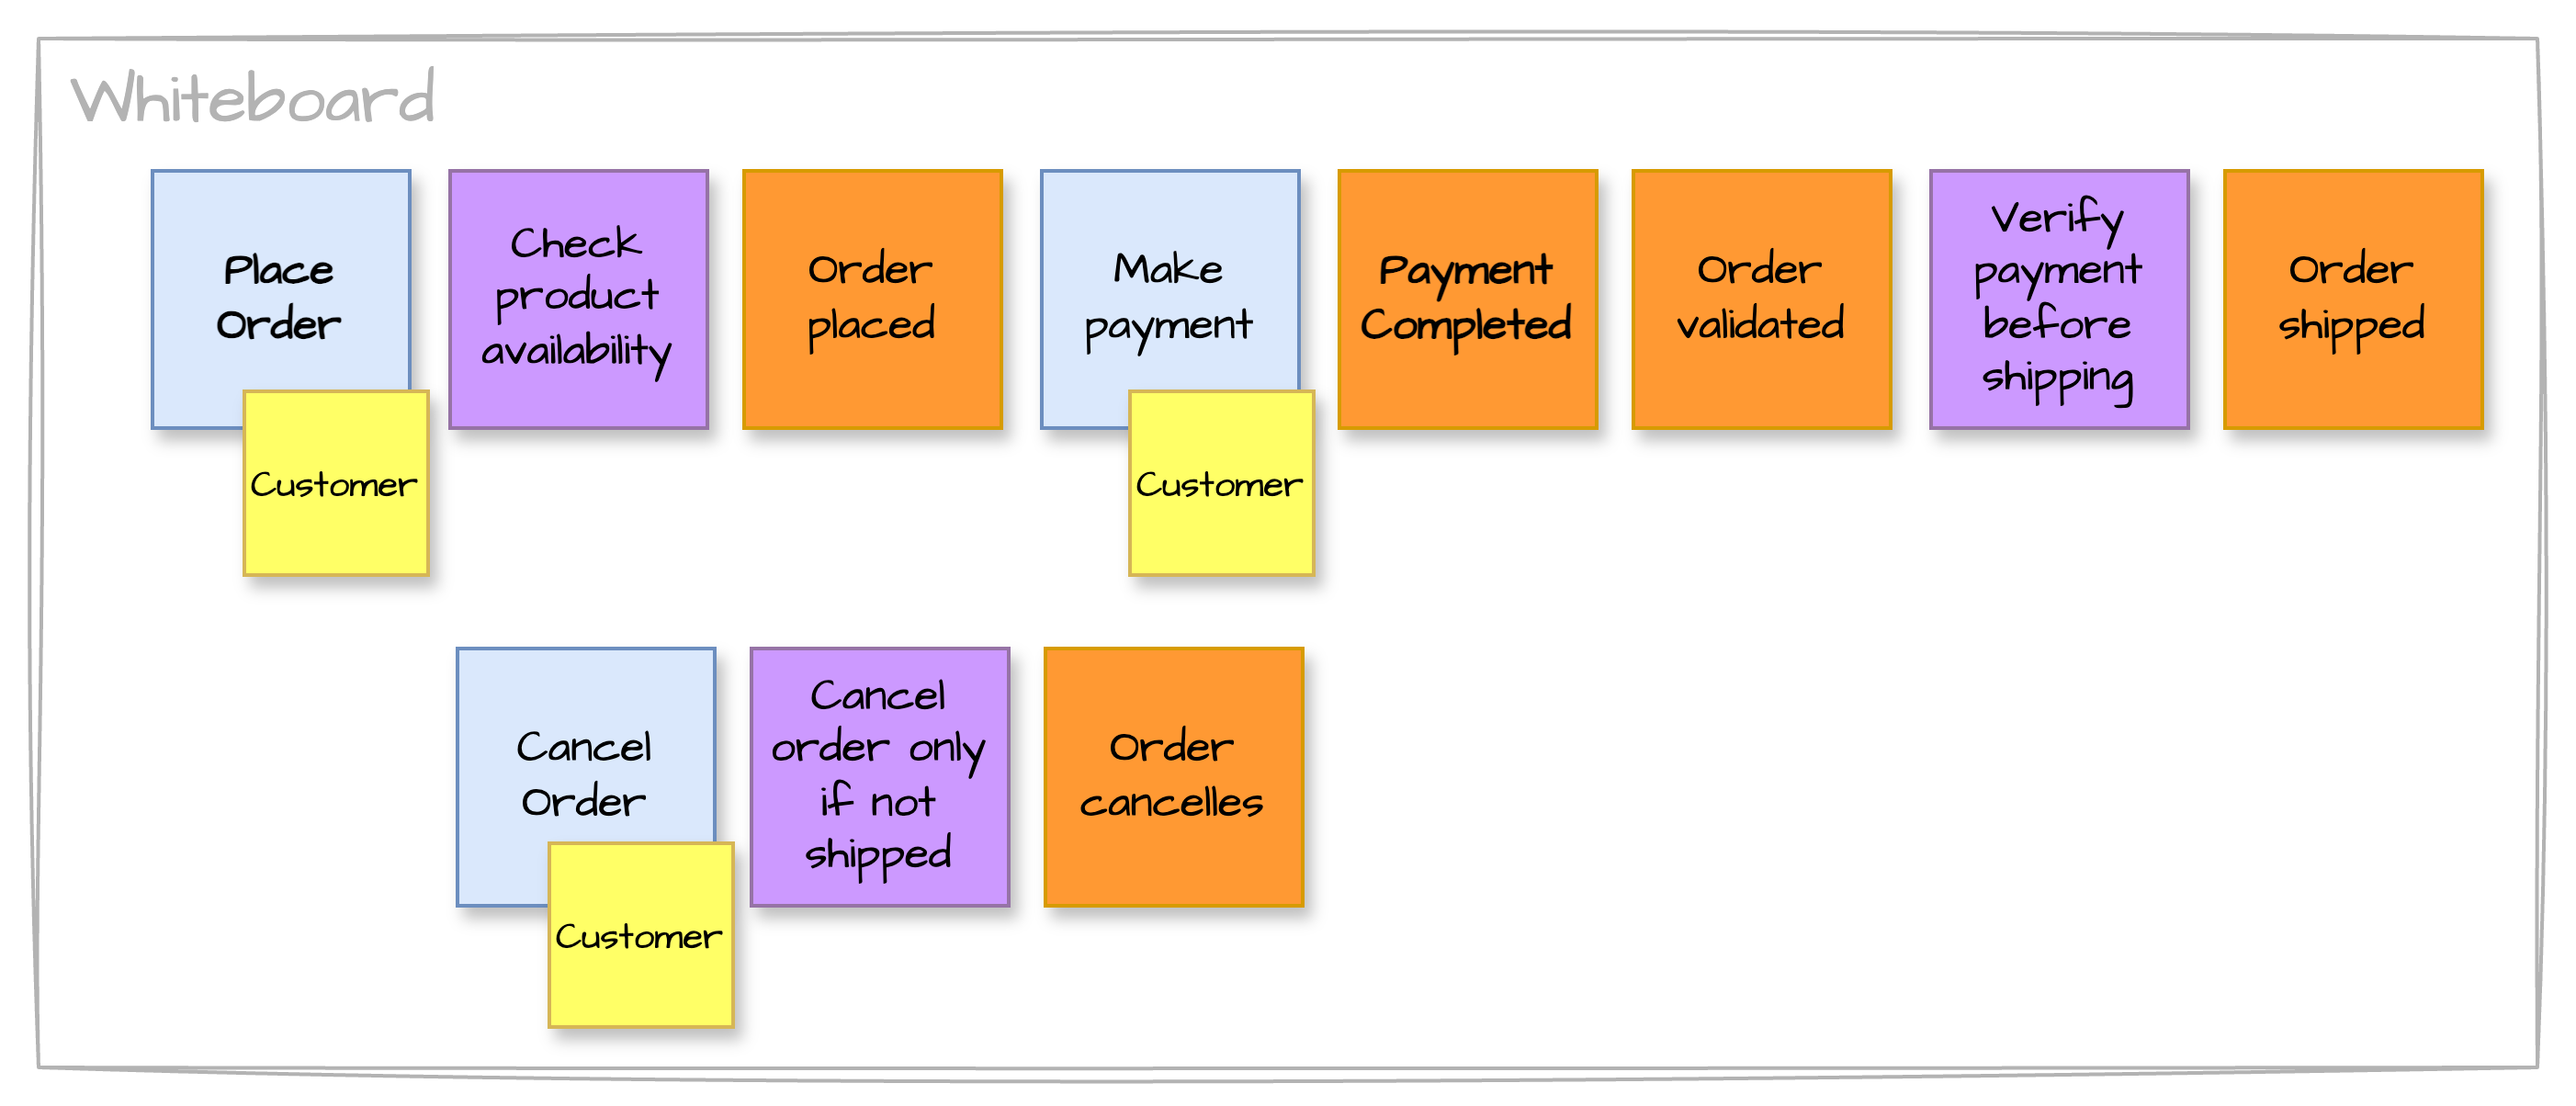 Whiteboard
Place
Order
Customer
Check
product
availability
Order
placed
Make
payment
Customer
Payment
Completed
Order
validated
Verify
payment
before
shipping
Order
shipped
Cancel
Order
Customer
Cancel
order only
if not
shipped
Order
cancelles